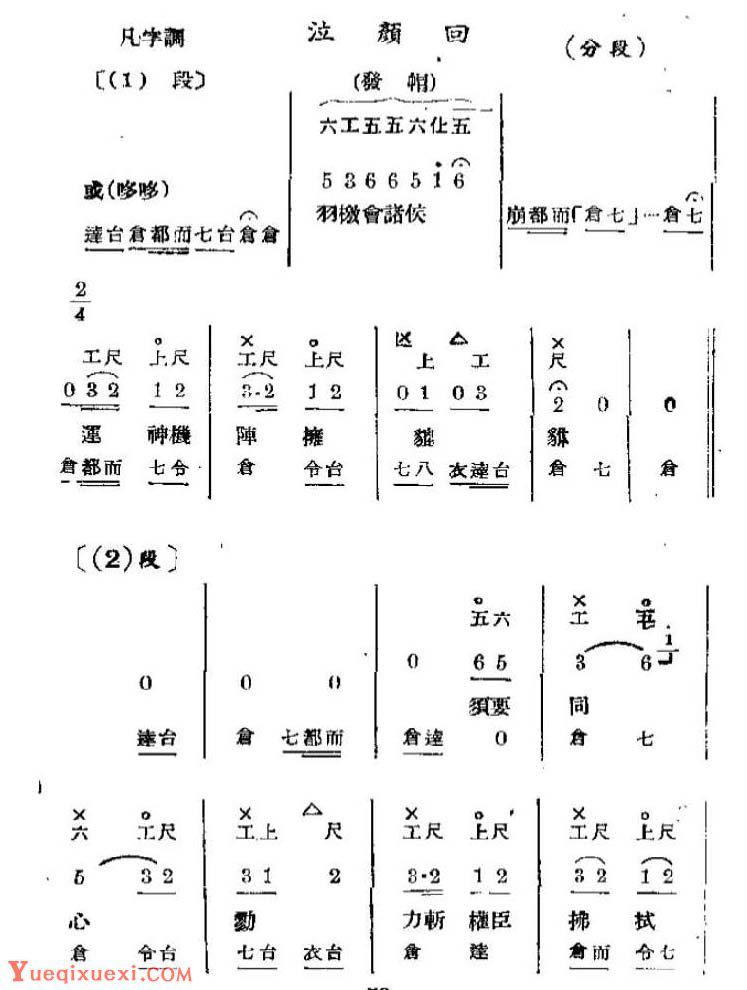 凡字調 泣顏回 (分段)
〔(1) 段〕 (發帽)
六工五五六仩五
或(哆哆) 5 3 6 6 5 1 6
羽檄會諸侯
達台倉都而七台倉倉 崩都而「倉七」…倉七
2/4
工尺 上尺 工尺 上尺 上 工 尺
0 3 2 1 2 3·2 1 2 0 1 0 3 2 0 0
運 神機 陣 擁 貔
倉都而 七令 倉 令台 七八 衣達台 倉 七 倉
〔(2)段〕
五六 工
0 0 0 0 6 5 3 6 i
須要 同
達台 倉 七都而 倉達 0 倉 七
六 工尺 工上 尺 工尺 上尺 工尺 上尺
5 3 2 3 1 2 3·2 1 2 3 2 1 2
心 勠 力斬 權臣 拂 拭
倉 令台 七台 衣台 倉 達 倉而 令七
Yueqixuexi.com